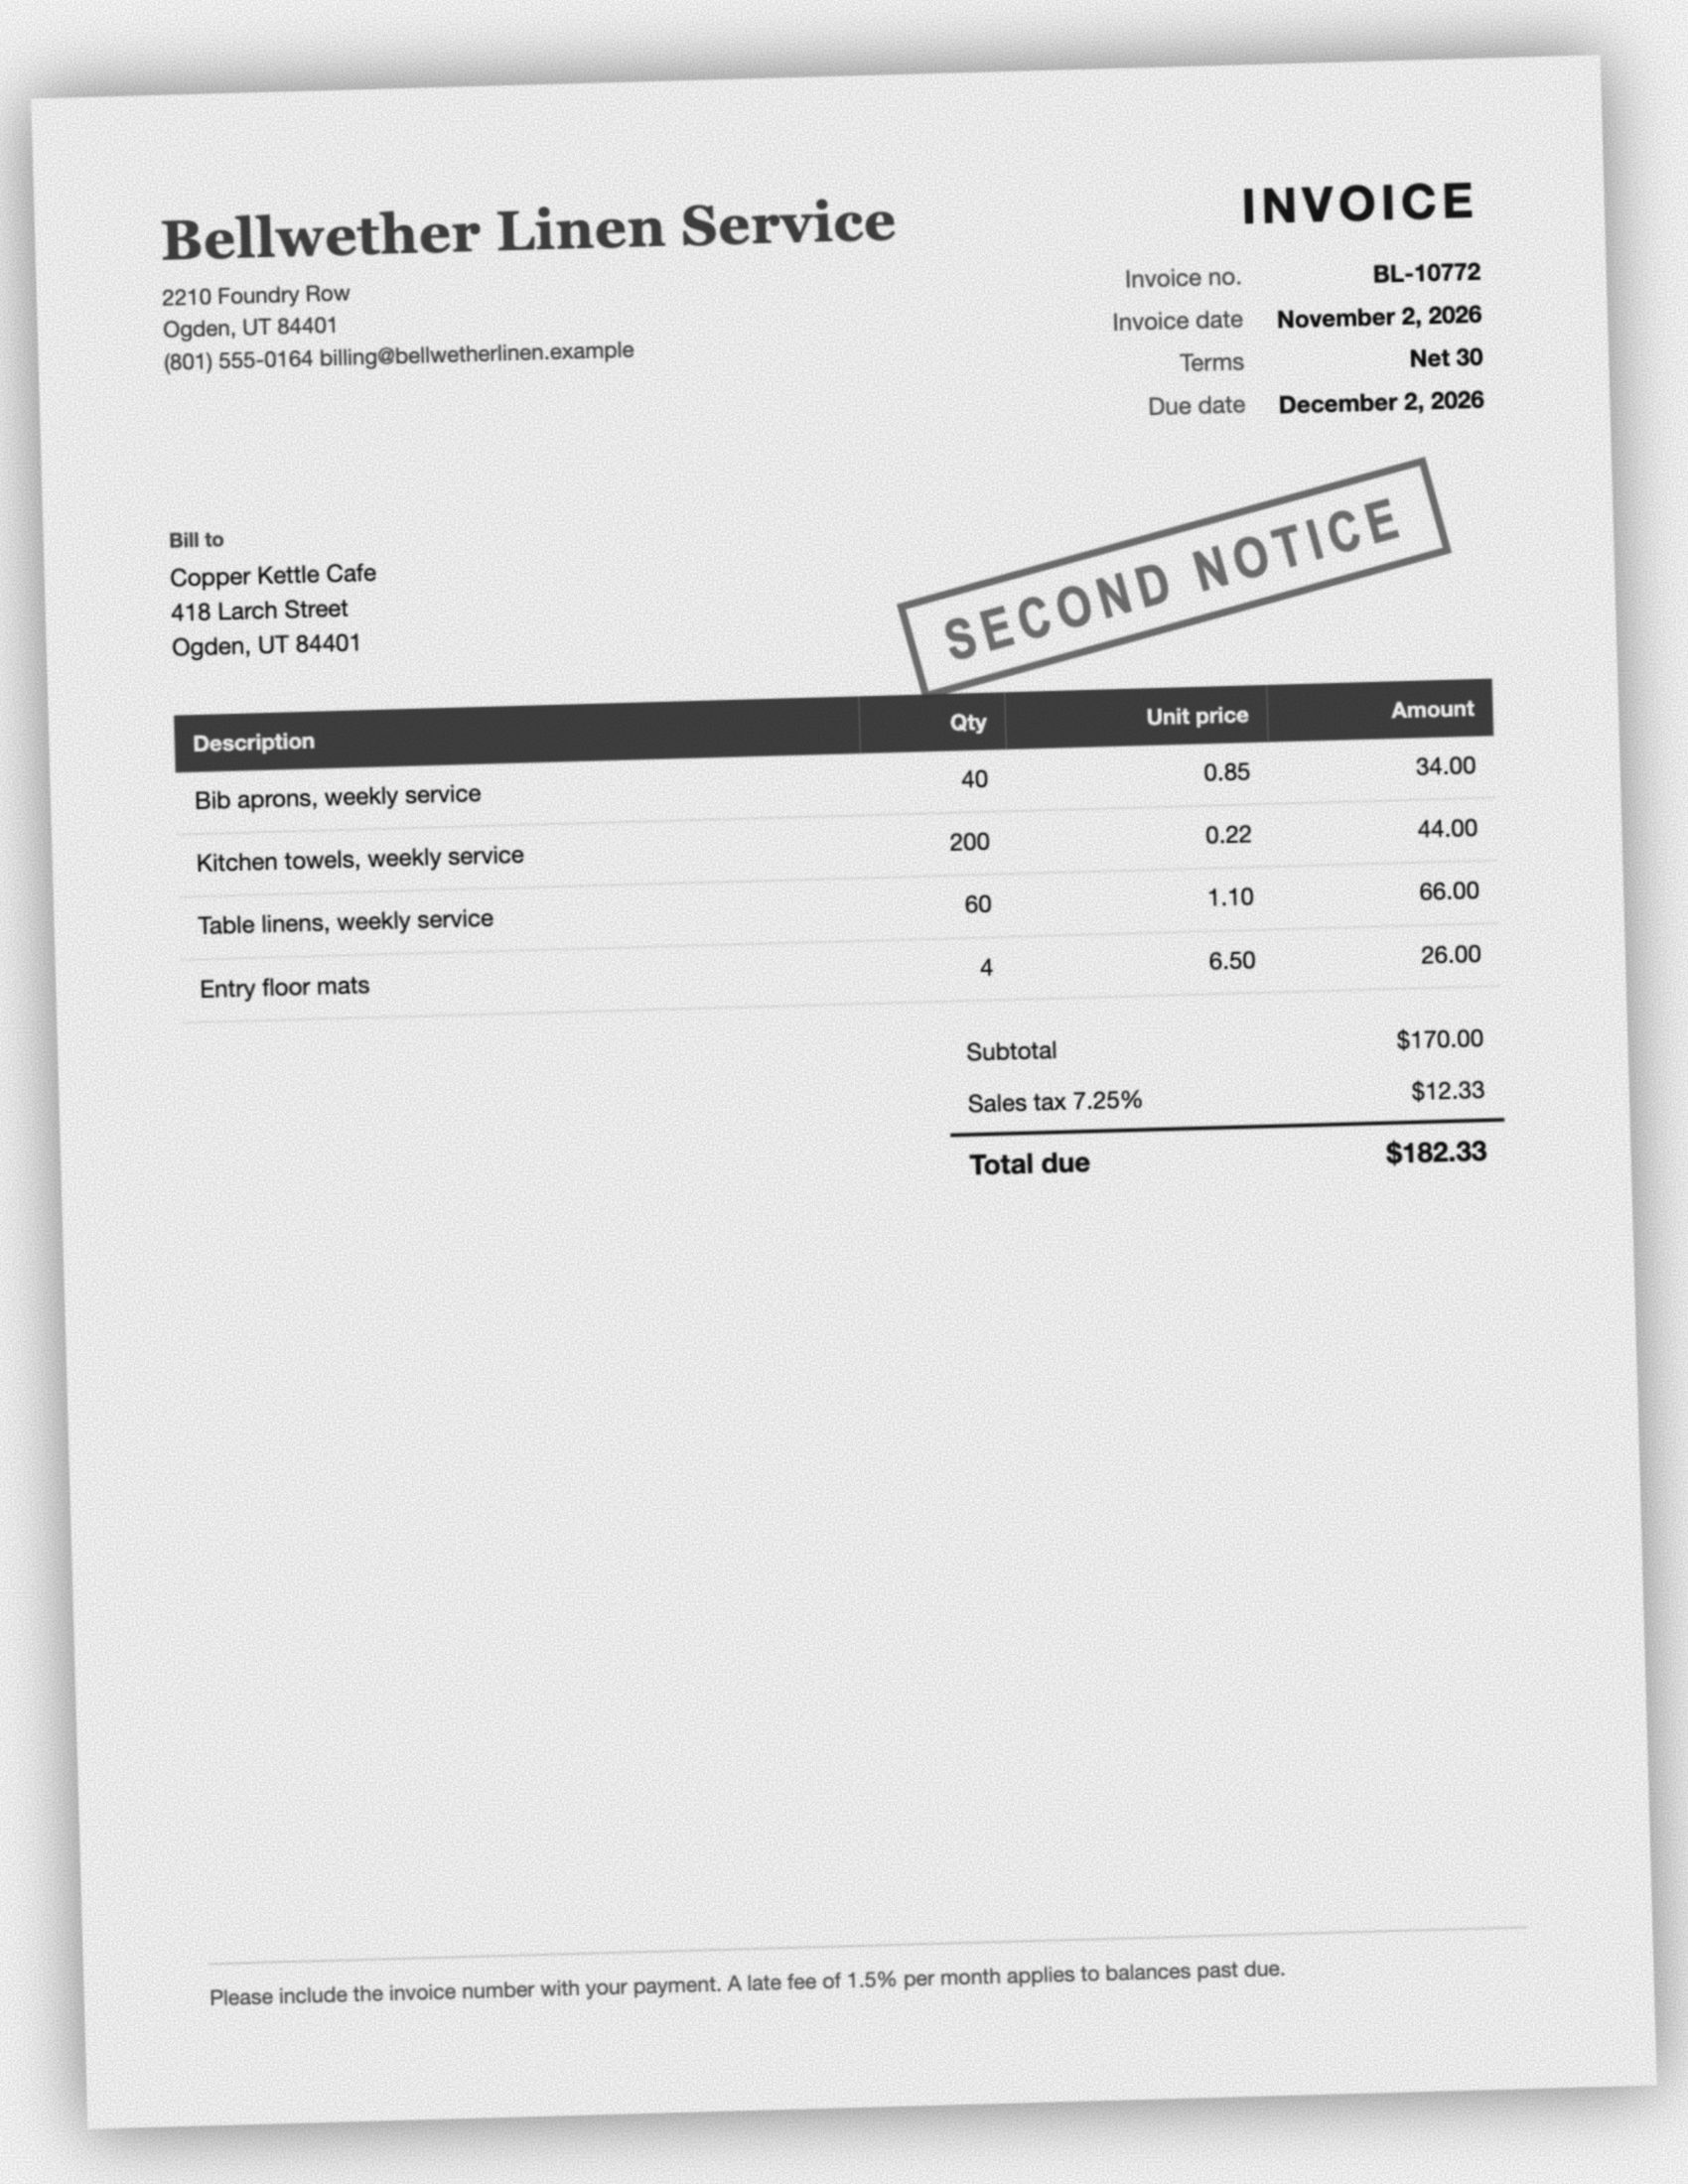 Bellwether Linen Service
2210 Foundry Row
Ogden, UT 84401
(801) 555-0164 billing@bellwetherlinen.example
INVOICE
Invoice no. BL-10772
Invoice date November 2, 2026
Terms Net 30
Due date December 2, 2026
Bill to
Copper Kettle Cafe
418 Larch Street
Ogden, UT 84401
SECOND NOTICE
Description Qty Unit price Amount
Bib aprons, weekly service 40 0.85 34.00
Kitchen towels, weekly service 200 0.22 44.00
Table linens, weekly service 60 1.10 66.00
Entry floor mats 4 6.50 26.00
Subtotal $170.00
Sales tax 7.25% $12.33
Total due $182.33
Please include the invoice number with your payment. A late fee of 1.5% per month applies to balances past due.